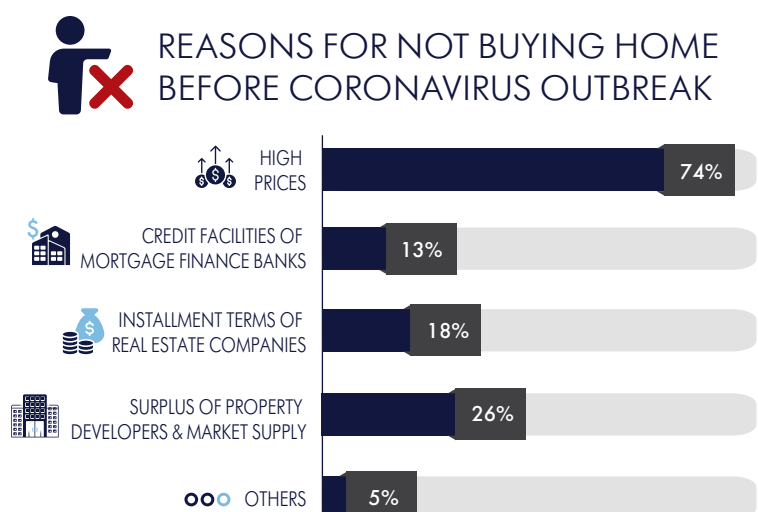 REASONS FOR NOT BUYING HOME
BEFORE CORONAVIRUS OUTBREAK
HIGH
PRICES
74%
CREDIT FACILITIES OF
MORTGAGE FINANCE BANKS
13%
INSTALLMENT TERMS OF
REAL ESTATE COMPANIES
18%
SURPLUS OF PROPERTY
DEVELOPERS & MARKET SUPPLY
26%
OTHERS
5%